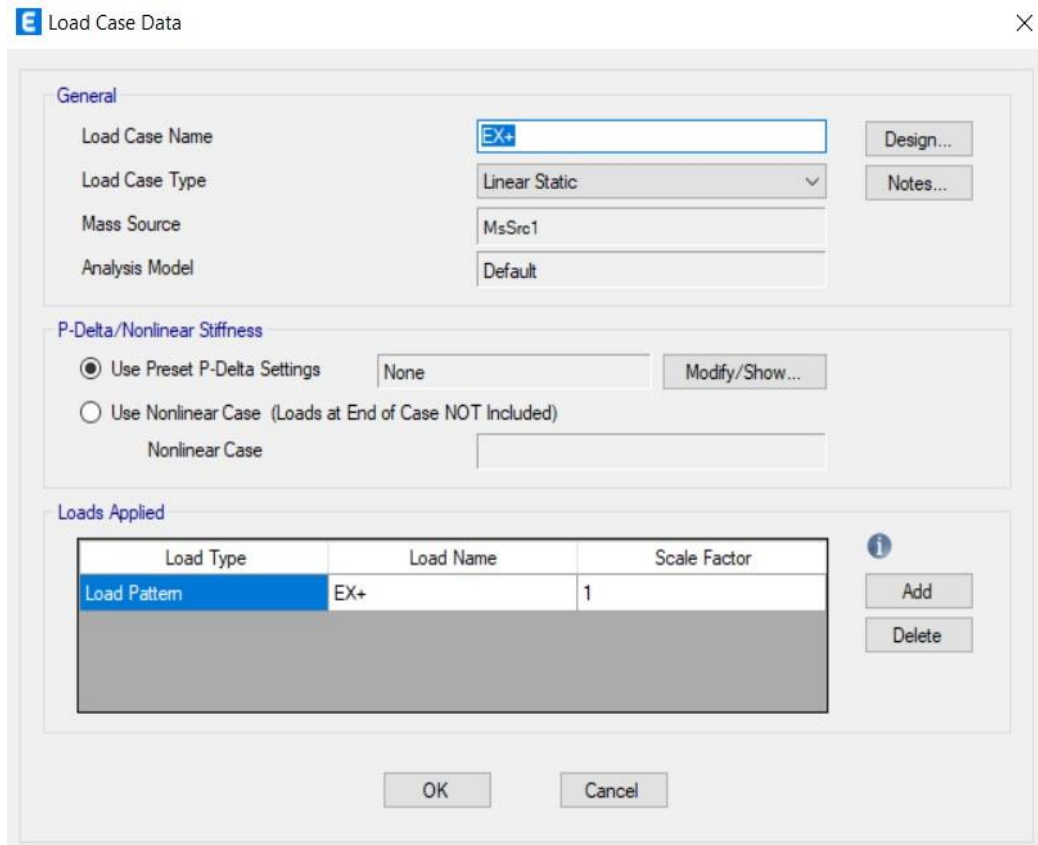 E Load Case Data
General
Load Case Name EX+ Design...
Load Case Type Linear Static Notes...
Mass Source MsSrc1
Analysis Model Default
P-Delta/Nonlinear Stiffness
Use Preset P-Delta Settings None Modify/Show...
Use Nonlinear Case (Loads at End of Case NOT Included)
Nonlinear Case
Loads Applied
Load Type Load Name Scale Factor
Load Pattern EX+ 1 Add
Delete
OK Cancel